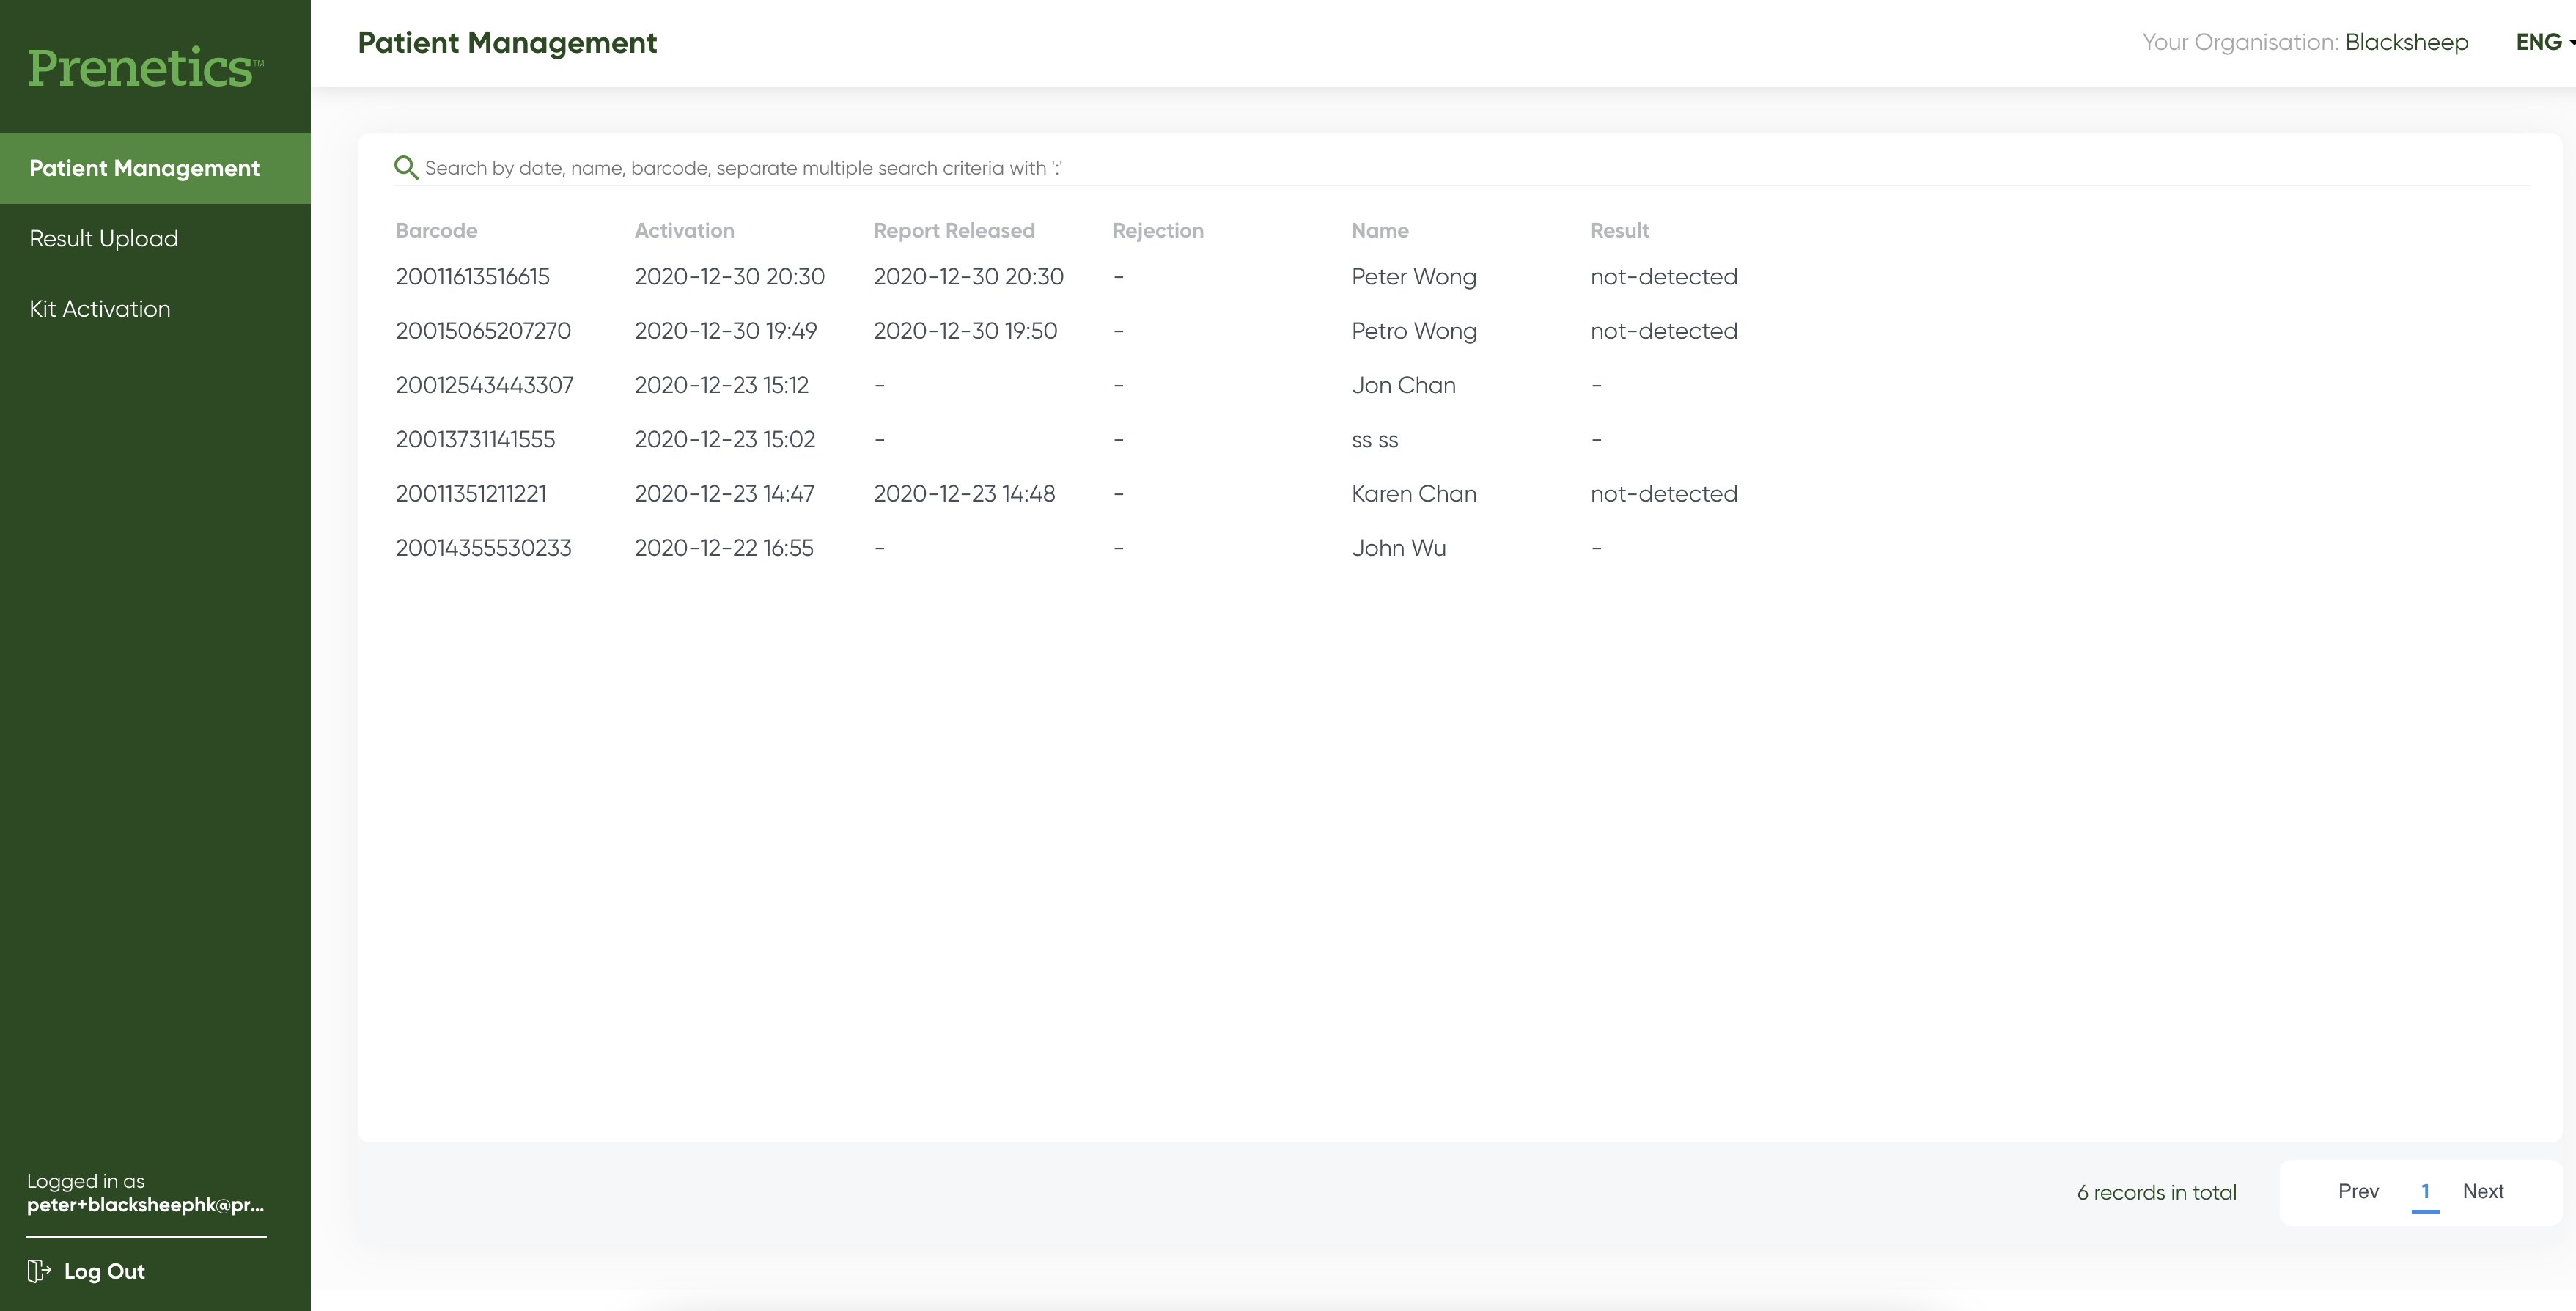 Prenetics™
Patient Management
Result Upload
Kit Activation
Logged in as
peter+blacksheephk@pr...
Log Out
Patient Management
Your Organisation: Blacksheep
ENG
Search by date, name, barcode, separate multiple search criteria with ':'
Barcode Activation Report Released Rejection Name Result
20011613516615 2020-12-30 20:30 2020-12-30 20:30 - Peter Wong not-detected
20015065207270 2020-12-30 19:49 2020-12-30 19:50 - Petro Wong not-detected
20012543443307 2020-12-23 15:12 - - Jon Chan -
20013731141555 2020-12-23 15:02 - - ss ss -
20011351211221 2020-12-23 14:47 2020-12-23 14:48 - Karen Chan not-detected
20014355530233 2020-12-22 16:55 - - John Wu -
6 records in total
Prev 1 Next